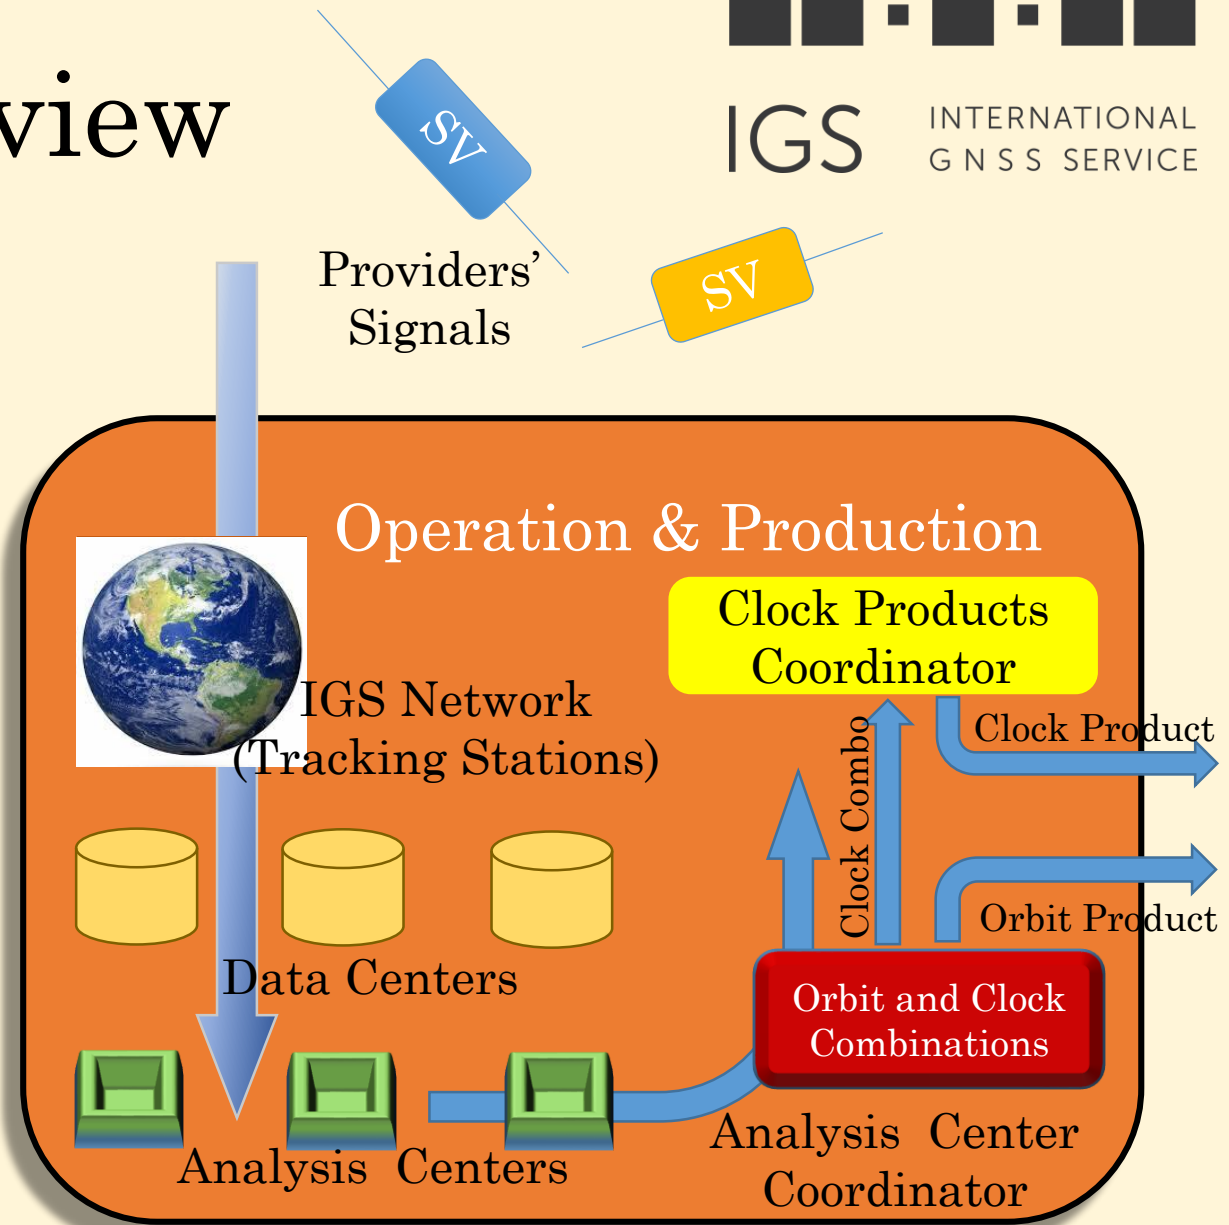 view
IGS
INTERNATIONAL
GNSS SERVICE
SV
SV
Providers’
Signals
Operation & Production
Clock Products
Coordinator
IGS Network
(Tracking Stations)
Clock Product
Clock Combo
Orbit Product
Data Centers
Orbit and Clock
Combinations
Analysis Centers
Analysis Center
Coordinator